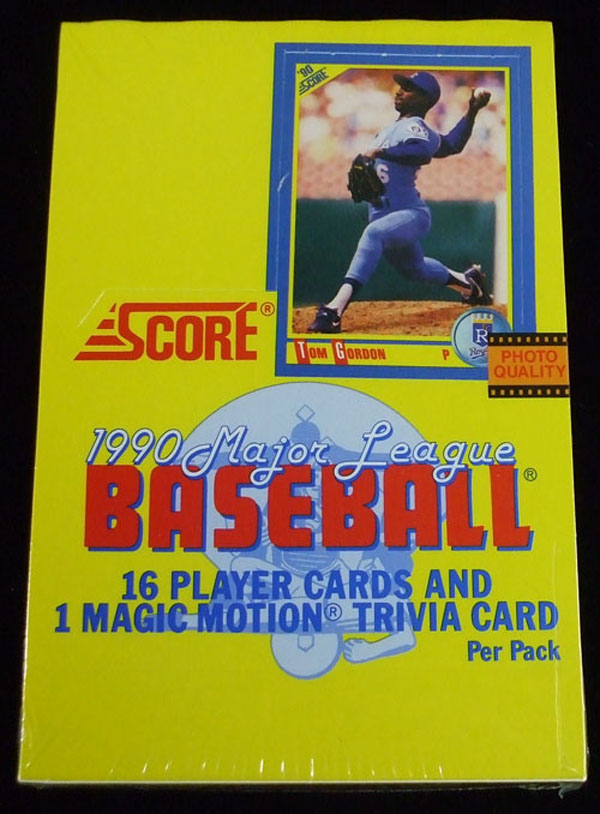 '90
SCORE
6
TOM GORDON P
R
Royals
SCORE®
PHOTO
QUALITY
1990 Major League
BASEBALL®
16 PLAYER CARDS AND
1 MAGIC MOTION® TRIVIA CARD
Per Pack